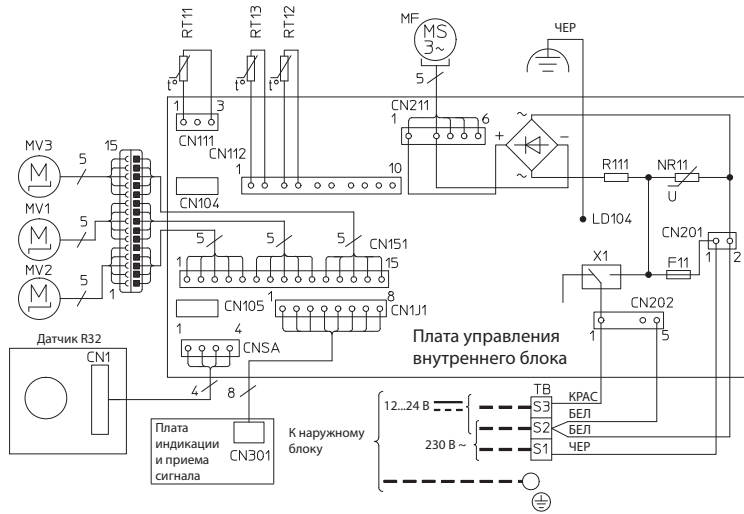 RT11
RT13
RT12
MF
MS
3~
ЧЕР
5
t°
t°
t°
1
3
CN111
CN211
1
6
+
~
−
~
R111
NR11
U
MV3
M
5
15
CN112
1
10
CN104
LD104
MV1
M
5
CN201
1
2
X1
F11
5
5
5
CN151
1
15
MV2
M
5
1
CN105
1
8
CN1J1
CN202
1
5
1
4
CNSA
Плата управления
внутреннего блока
Датчик R32
CN1
4
8
Плата
индикации
и приема
сигнала
CN301
К наружному
блоку
12...24 В
230 В ~
TB
S3
S2
S1
КРАС
БЕЛ
БЕЛ
ЧЕР